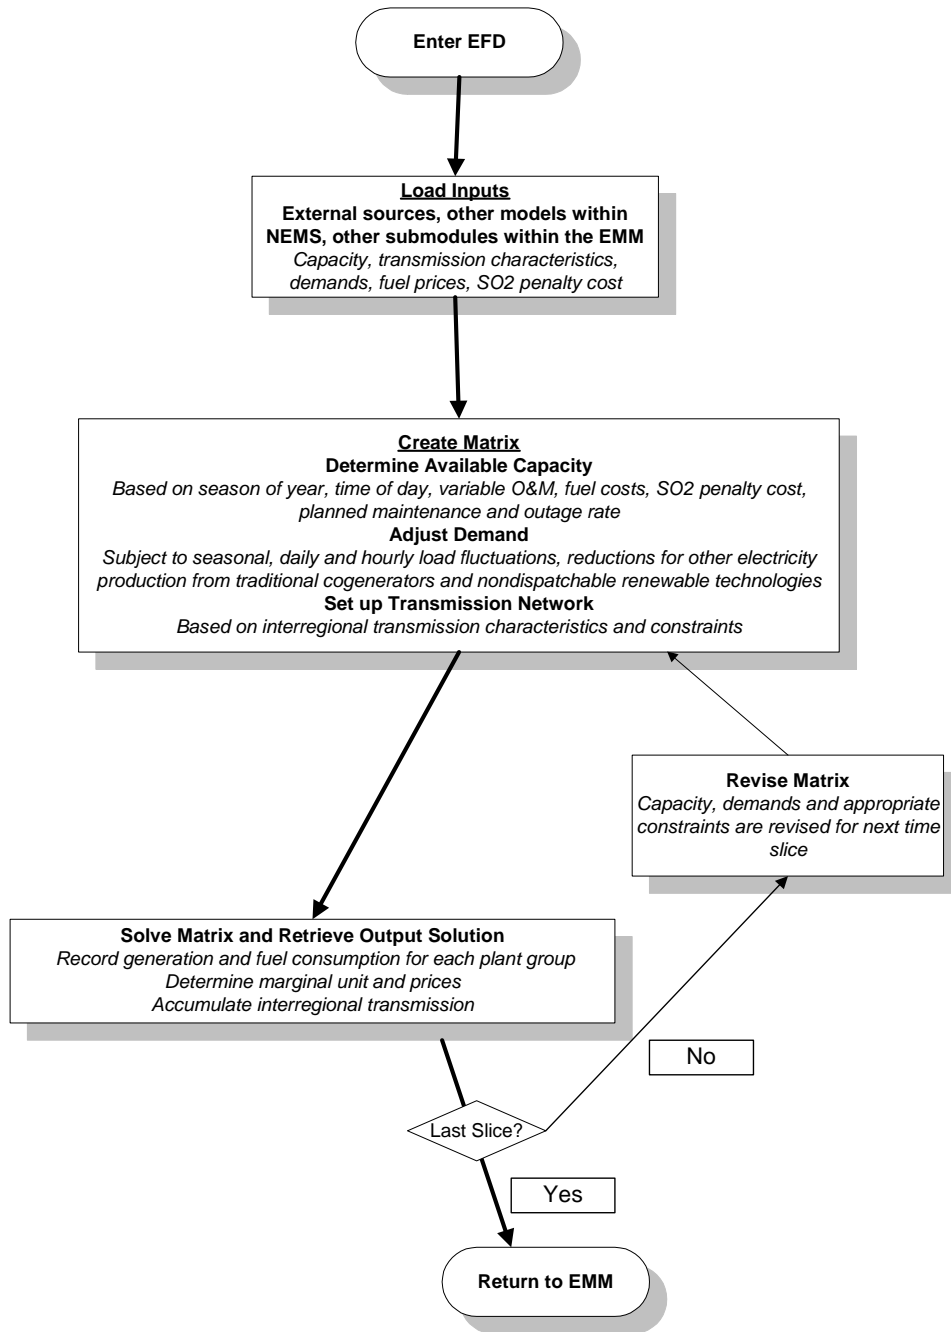 Enter EFD
Load Inputs
External sources, other models within
NEMS, other submodules within the EMM
Capacity, transmission characteristics,
demands, fuel prices, SO2 penalty cost
Create Matrix
Determine Available Capacity
Based on season of year, time of day, variable O&M, fuel costs, SO2 penalty cost,
planned maintenance and outage rate
Adjust Demand
Subject to seasonal, daily and hourly load fluctuations, reductions for other electricity
production from traditional cogenerators and nondispatchable renewable technologies
Set up Transmission Network
Based on interregional transmission characteristics and constraints
Revise Matrix
Capacity, demands and appropriate
constraints are revised for next time
slice
Solve Matrix and Retrieve Output Solution
Record generation and fuel consumption for each plant group
Determine marginal unit and prices
Accumulate interregional transmission
No
Last Slice?
Yes
Return to EMM